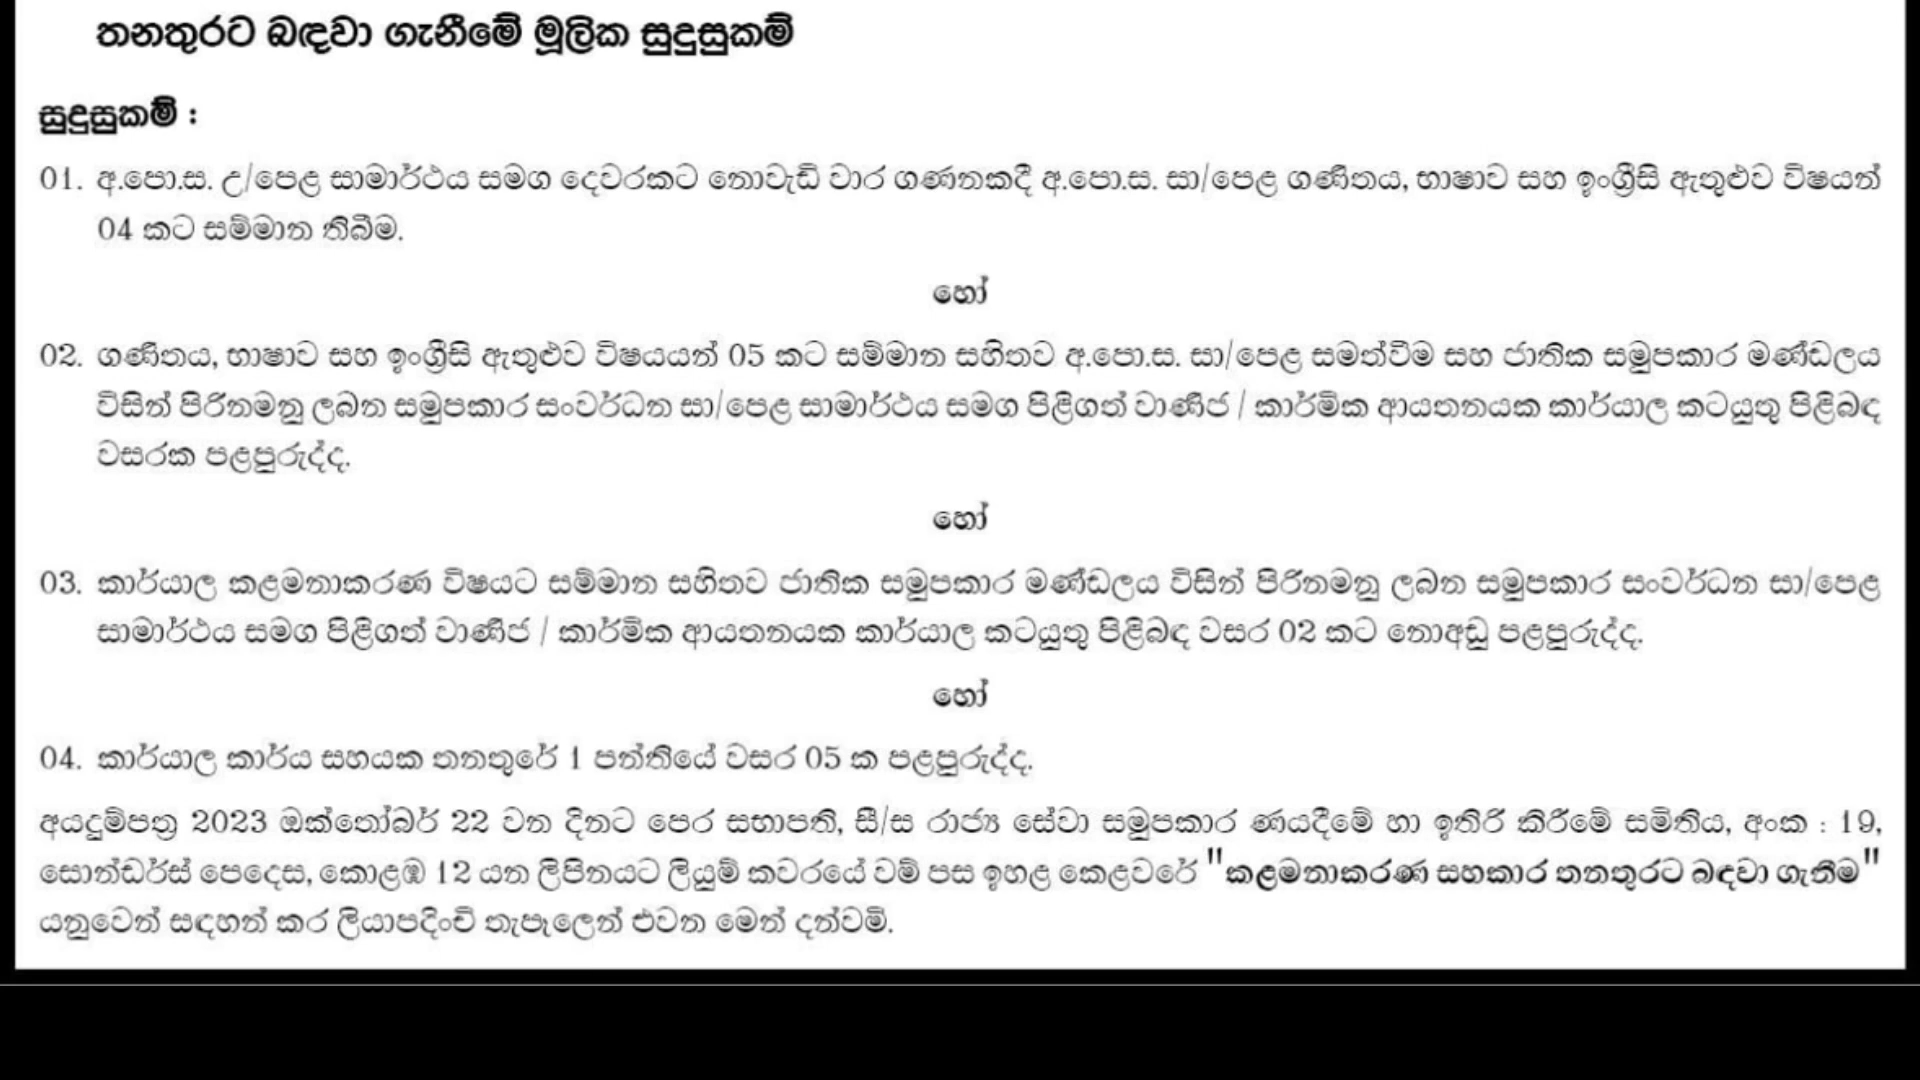 තනතුරට බඳවා ගැනීමේ මූලික සුදුසුකම්
සුදුසුකම් :
01. අ.පො.ස. උ/පෙළ සාමාර්ථය සමග දෙවරකට නොවැඩි වාර ගණනකදී අ.පො.ස. සා/පෙළ ගණිතය, භාෂාව සහ ඉංග්‍රීසි ඇතුළුව විෂයන්
04 කට සම්මාන තිබීම.
හෝ
02. ගණිතය, භාෂාව සහ ඉංග්‍රීසි ඇතුළුව විෂයයන් 05 කට සම්මාන සහිතව අ.පො.ස. සා/පෙළ සමත්වීම සහ ජාතික සමුපකාර මණ්ඩලය
විසින් පිරිනමනු ලබන සමුපකාර සංවර්ධන සා/පෙළ සාමාර්ථය සමග පිළිගත් වාණිජ / කාර්මික ආයතනයක කාර්යාල කටයුතු පිළිබඳ
වසරක පළපුරුද්ද.
හෝ
03. කාර්යාල කළමනාකරණ විෂයට සම්මාන සහිතව ජාතික සමුපකාර මණ්ඩලය විසින් පිරිනමනු ලබන සමුපකාර සංවර්ධන සා/පෙළ
සාමාර්ථය සමග පිළිගත් වාණිජ / කාර්මික ආයතනයක කාර්යාල කටයුතු පිළිබඳ වසර 02 කට නොඅඩු පළපුරුද්ද.
හෝ
04. කාර්යාල කාර්ය සහයක තනතුරේ 1 පන්තියේ වසර 05 ක පළපුරුද්ද.
අයදුම්පත්‍ර 2023 ඔක්තෝබර් 22 වන දිනට පෙර සභාපති, සී/ස රාජ්‍ය සේවා සමුපකාර ණයදීමේ හා ඉතිරි කිරීමේ සමිතිය, අංක : 19,
සොන්ඩර්ස් පෙදෙස, කොළඹ 12 යන ලිපිනයට ලියුම් කවරයේ වම් පස ඉහළ කෙළවරේ "කළමනාකරණ සහකාර තනතුරට බඳවා ගැනීම"
යනුවෙන් සඳහන් කර ලියාපදිංචි තැපෑලෙන් එවන මෙන් දන්වමි.